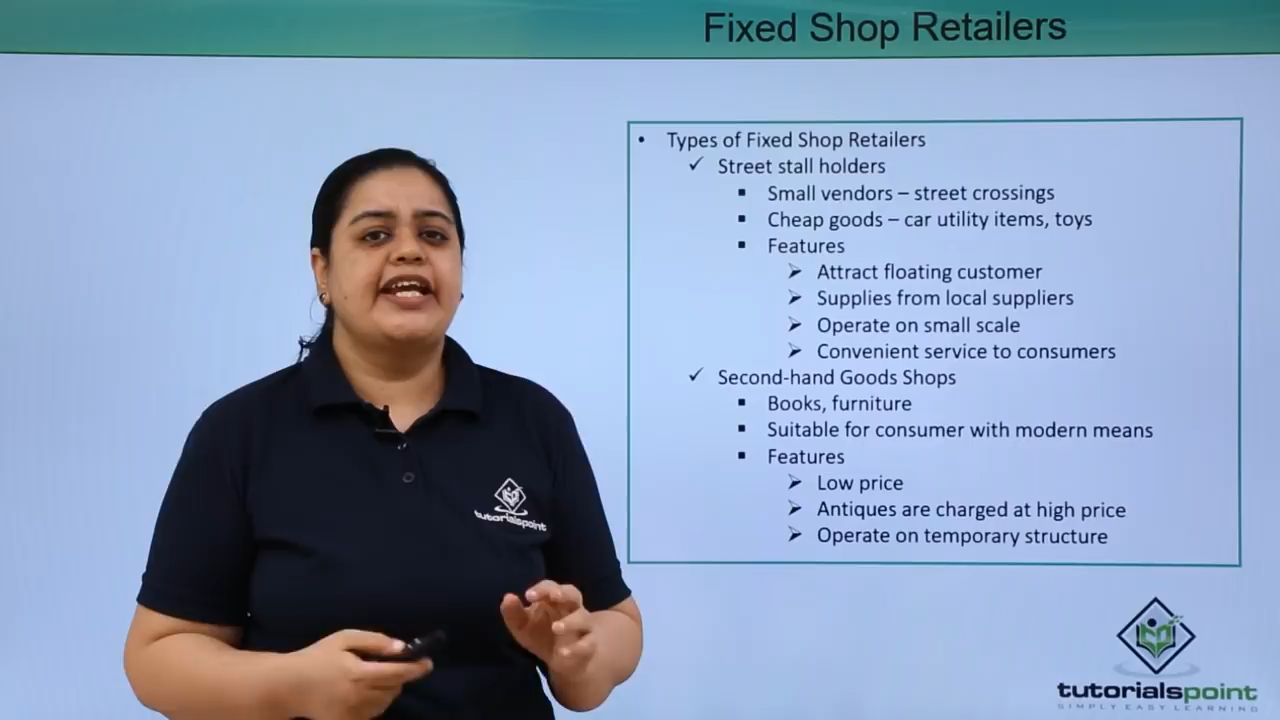 Fixed Shop Retailers
• Types of Fixed Shop Retailers
✓ Street stall holders
▪ Small vendors – street crossings
▪ Cheap goods – car utility items, toys
▪ Features
➢ Attract floating customer
➢ Supplies from local suppliers
➢ Operate on small scale
➢ Convenient service to consumers
✓ Second-hand Goods Shops
▪ Books, furniture
▪ Suitable for consumer with modern means
▪ Features
➢ Low price
➢ Antiques are charged at high price
➢ Operate on temporary structure
tutorialspoint
tutorialspoint
SIMPLY EASY LEARNING